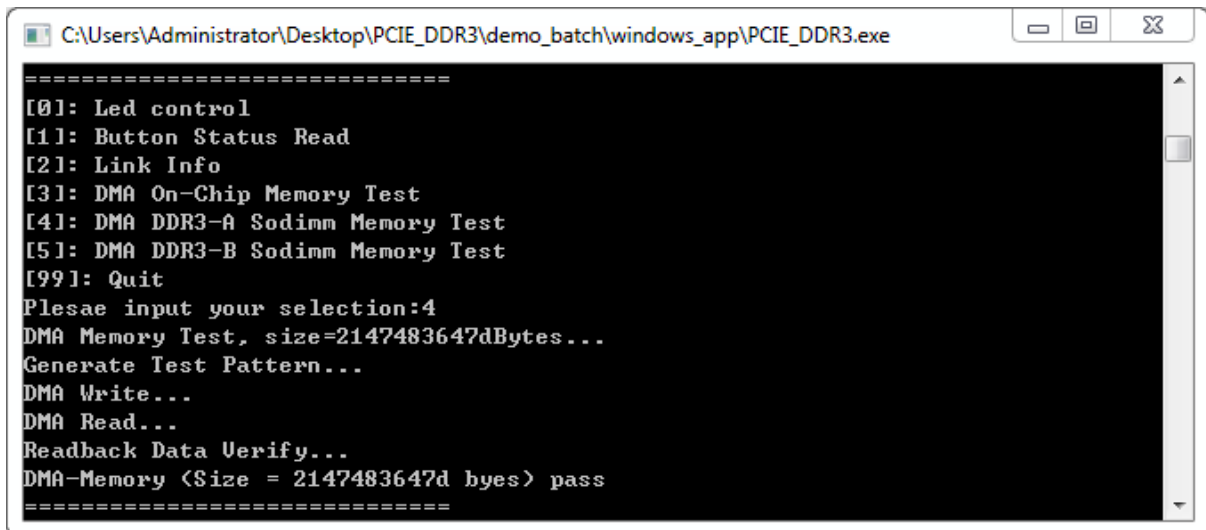 C:\Users\Administrator\Desktop\PCIE_DDR3\demo_batch\windows_app\PCIE_DDR3.exe
==============================
[0]: Led control
[1]: Button Status Read
[2]: Link Info
[3]: DMA On-Chip Memory Test
[4]: DMA DDR3-A Sodimm Memory Test
[5]: DMA DDR3-B Sodimm Memory Test
[99]: Quit
Plesae input your selection:4
DMA Memory Test, size=2147483647dBytes...
Generate Test Pattern...
DMA Write...
DMA Read...
Readback Data Verify...
DMA-Memory (Size = 2147483647d byes) pass
==============================